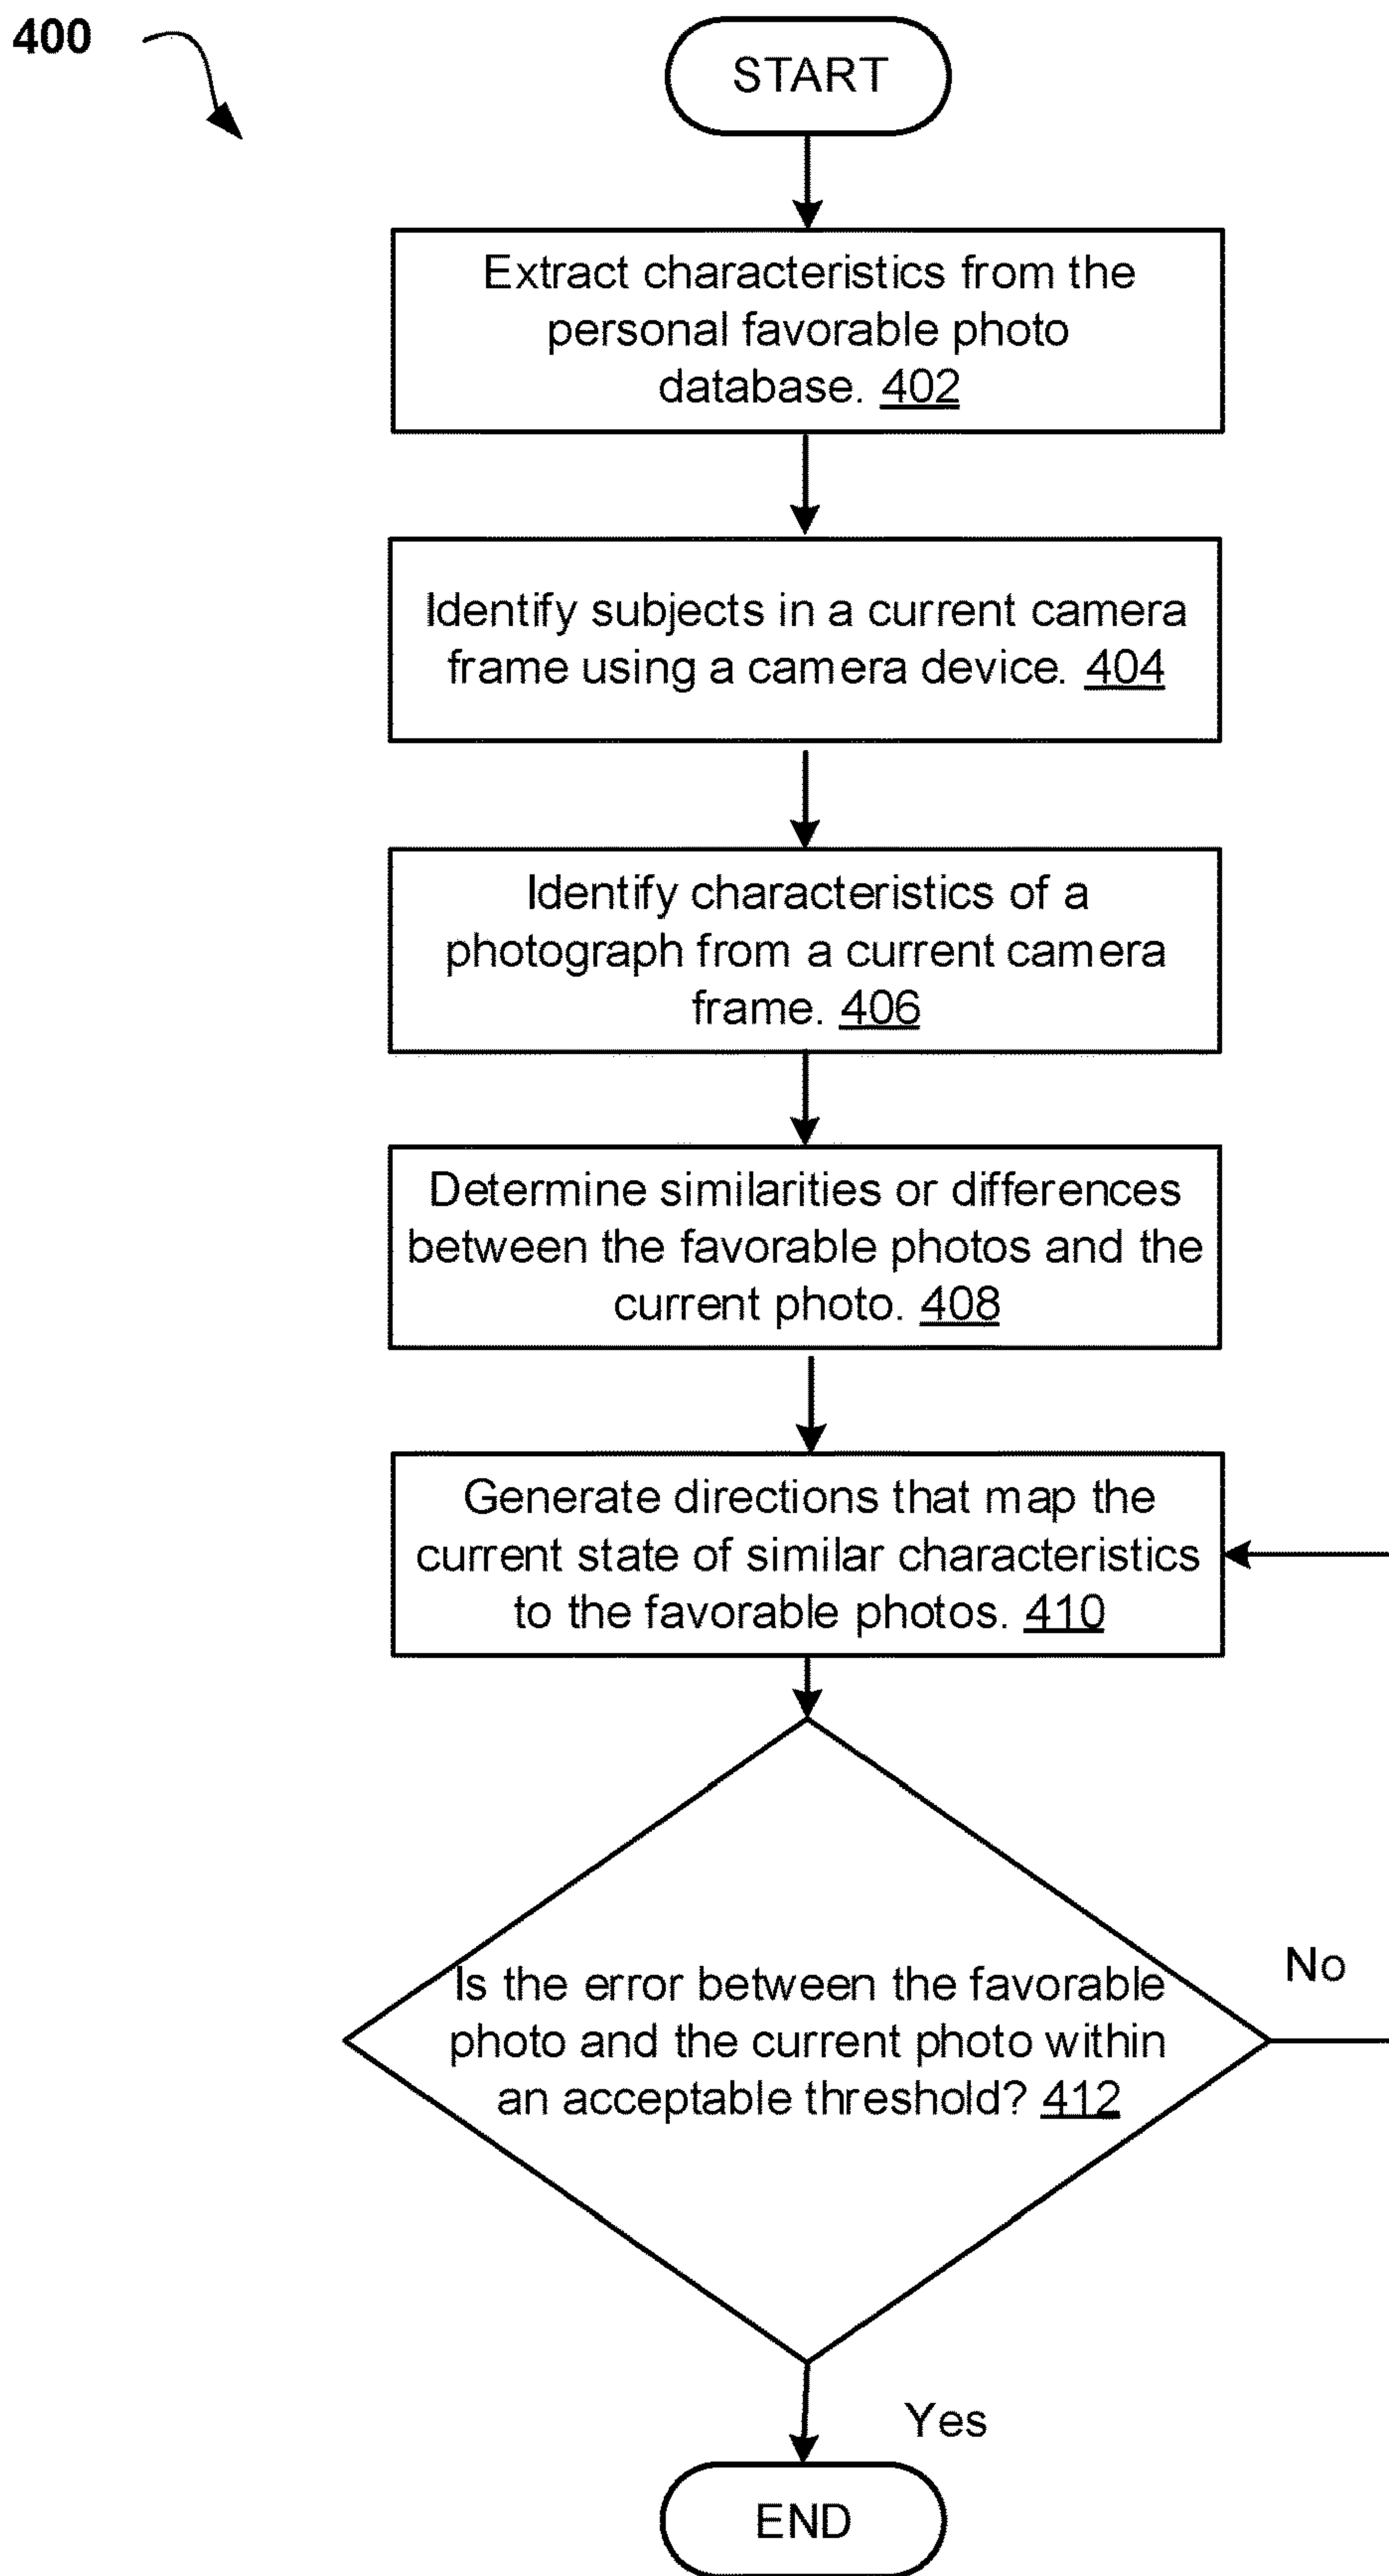 400
START
Extract characteristics from the
personal favorable photo
database. 402
Identify subjects in a current camera
frame using a camera device. 404
Identify characteristics of a
photograph from a current camera
frame. 406
Determine similarities or differences
between the favorable photos and the
current photo. 408
Generate directions that map the
current state of similar characteristics
to the favorable photos. 410
Is the error between the favorable
photo and the current photo within
an acceptable threshold? 412
No
Yes
END